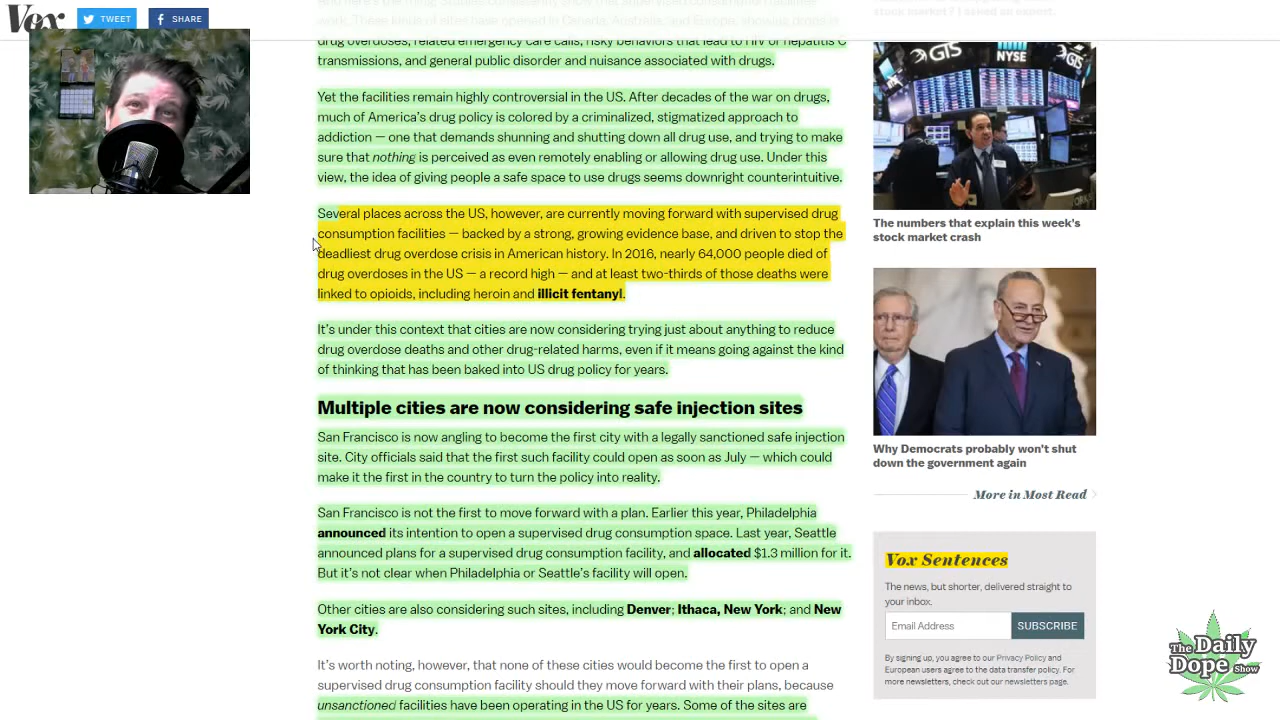 Vox
TWEET
SHARE
work. These kinds of sites have opened in Canada, Australia, and Europe, showing drops in
drug overdoses, related emergency care calls, risky behaviors that lead to HIV or hepatitis C
transmissions, and general public disorder and nuisance associated with drugs.
Yet the facilities remain highly controversial in the US. After decades of the war on drugs,
much of America's drug policy is colored by a criminalized, stigmatized approach to
addiction — one that demands shunning and shutting down all drug use, and trying to make
sure that nothing is perceived as even remotely enabling or allowing drug use. Under this
view, the idea of giving people a safe space to use drugs seems downright counterintuitive.
Several places across the US, however, are currently moving forward with supervised drug
consumption facilities — backed by a strong, growing evidence base, and driven to stop the
deadliest drug overdose crisis in American history. In 2016, nearly 64,000 people died of
drug overdoses in the US — a record high — and at least two-thirds of those deaths were
linked to opioids, including heroin and illicit fentanyl.
It's under this context that cities are now considering trying just about anything to reduce
drug overdose deaths and other drug-related harms, even if it means going against the kind
of thinking that has been baked into US drug policy for years.
Multiple cities are now considering safe injection sites
San Francisco is now angling to become the first city with a legally sanctioned safe injection
site. City officials said that the first such facility could open as soon as July — which could
make it the first in the country to turn the policy into reality.
San Francisco is not the first to move forward with a plan. Earlier this year, Philadelphia
announced its intention to open a supervised drug consumption space. Last year, Seattle
announced plans for a supervised drug consumption facility, and allocated $1.3 million for it.
But it's not clear when Philadelphia or Seattle's facility will open.
Other cities are also considering such sites, including Denver; Ithaca, New York; and New
York City.
It's worth noting, however, that none of these cities would become the first to open a
supervised drug consumption facility should they move forward with their plans, because
unsanctioned facilities have been operating in the US for years. Some of the sites are
stock market? I asked an expert.
GTS
NYSE
The numbers that explain this week's
stock market crash
Why Democrats probably won't shut
down the government again
More in Most Read
Vox Sentences
The news, but shorter, delivered straight to
your inbox.
Email Address
SUBSCRIBE
By signing up, you agree to our Privacy Policy and
European users agree to the data transfer policy. For
more newsletters, check out our newsletters page.
The Daily
Dope Show